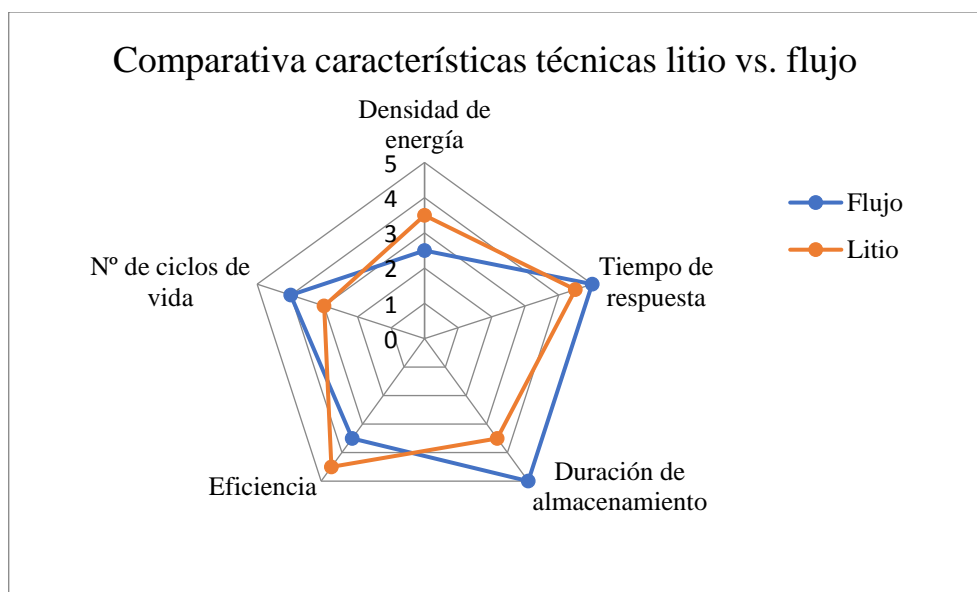 Comparativa características técnicas litio vs. flujo
Densidad de
energía
5
4
3
2
1
0
Flujo
Litio
Tiempo de
respuesta
Nº de ciclos de
vida
Eficiencia
Duración de
almacenamiento